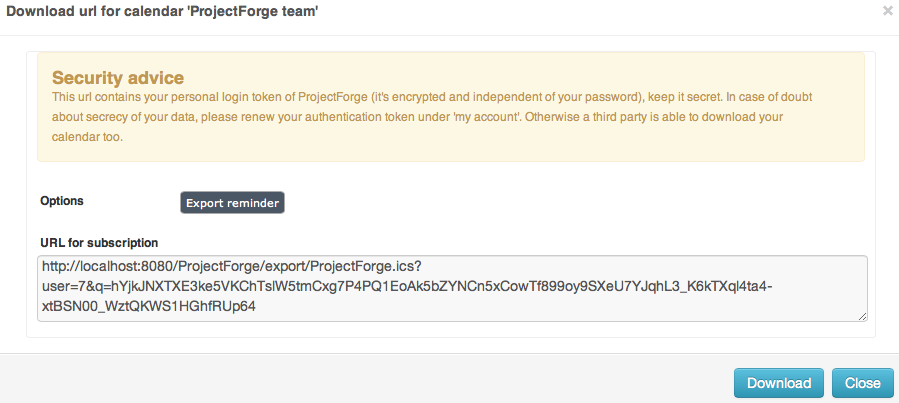 Download url for calendar 'ProjectForge team'
Security advice
This url contains your personal login token of ProjectForge (it's encrypted and independent of your password), keep it secret. In case of doubt
about secrecy of your data, please renew your authentication token under 'my account'. Otherwise a third party is able to download your
calendar too.
Options
Export reminder
URL for subscription
http://localhost:8080/ProjectForge/export/ProjectForge.ics?
user=7&q=hYjkJNXTXE3ke5VKChTslW5tmCxg7P4PQ1EoAk5bZYNCn5xCowTf899oy9SXeU7YJqhL3_K6kTXql4ta4-
xtBSN00_WztQKWS1HGhfRUp64
Download
Close